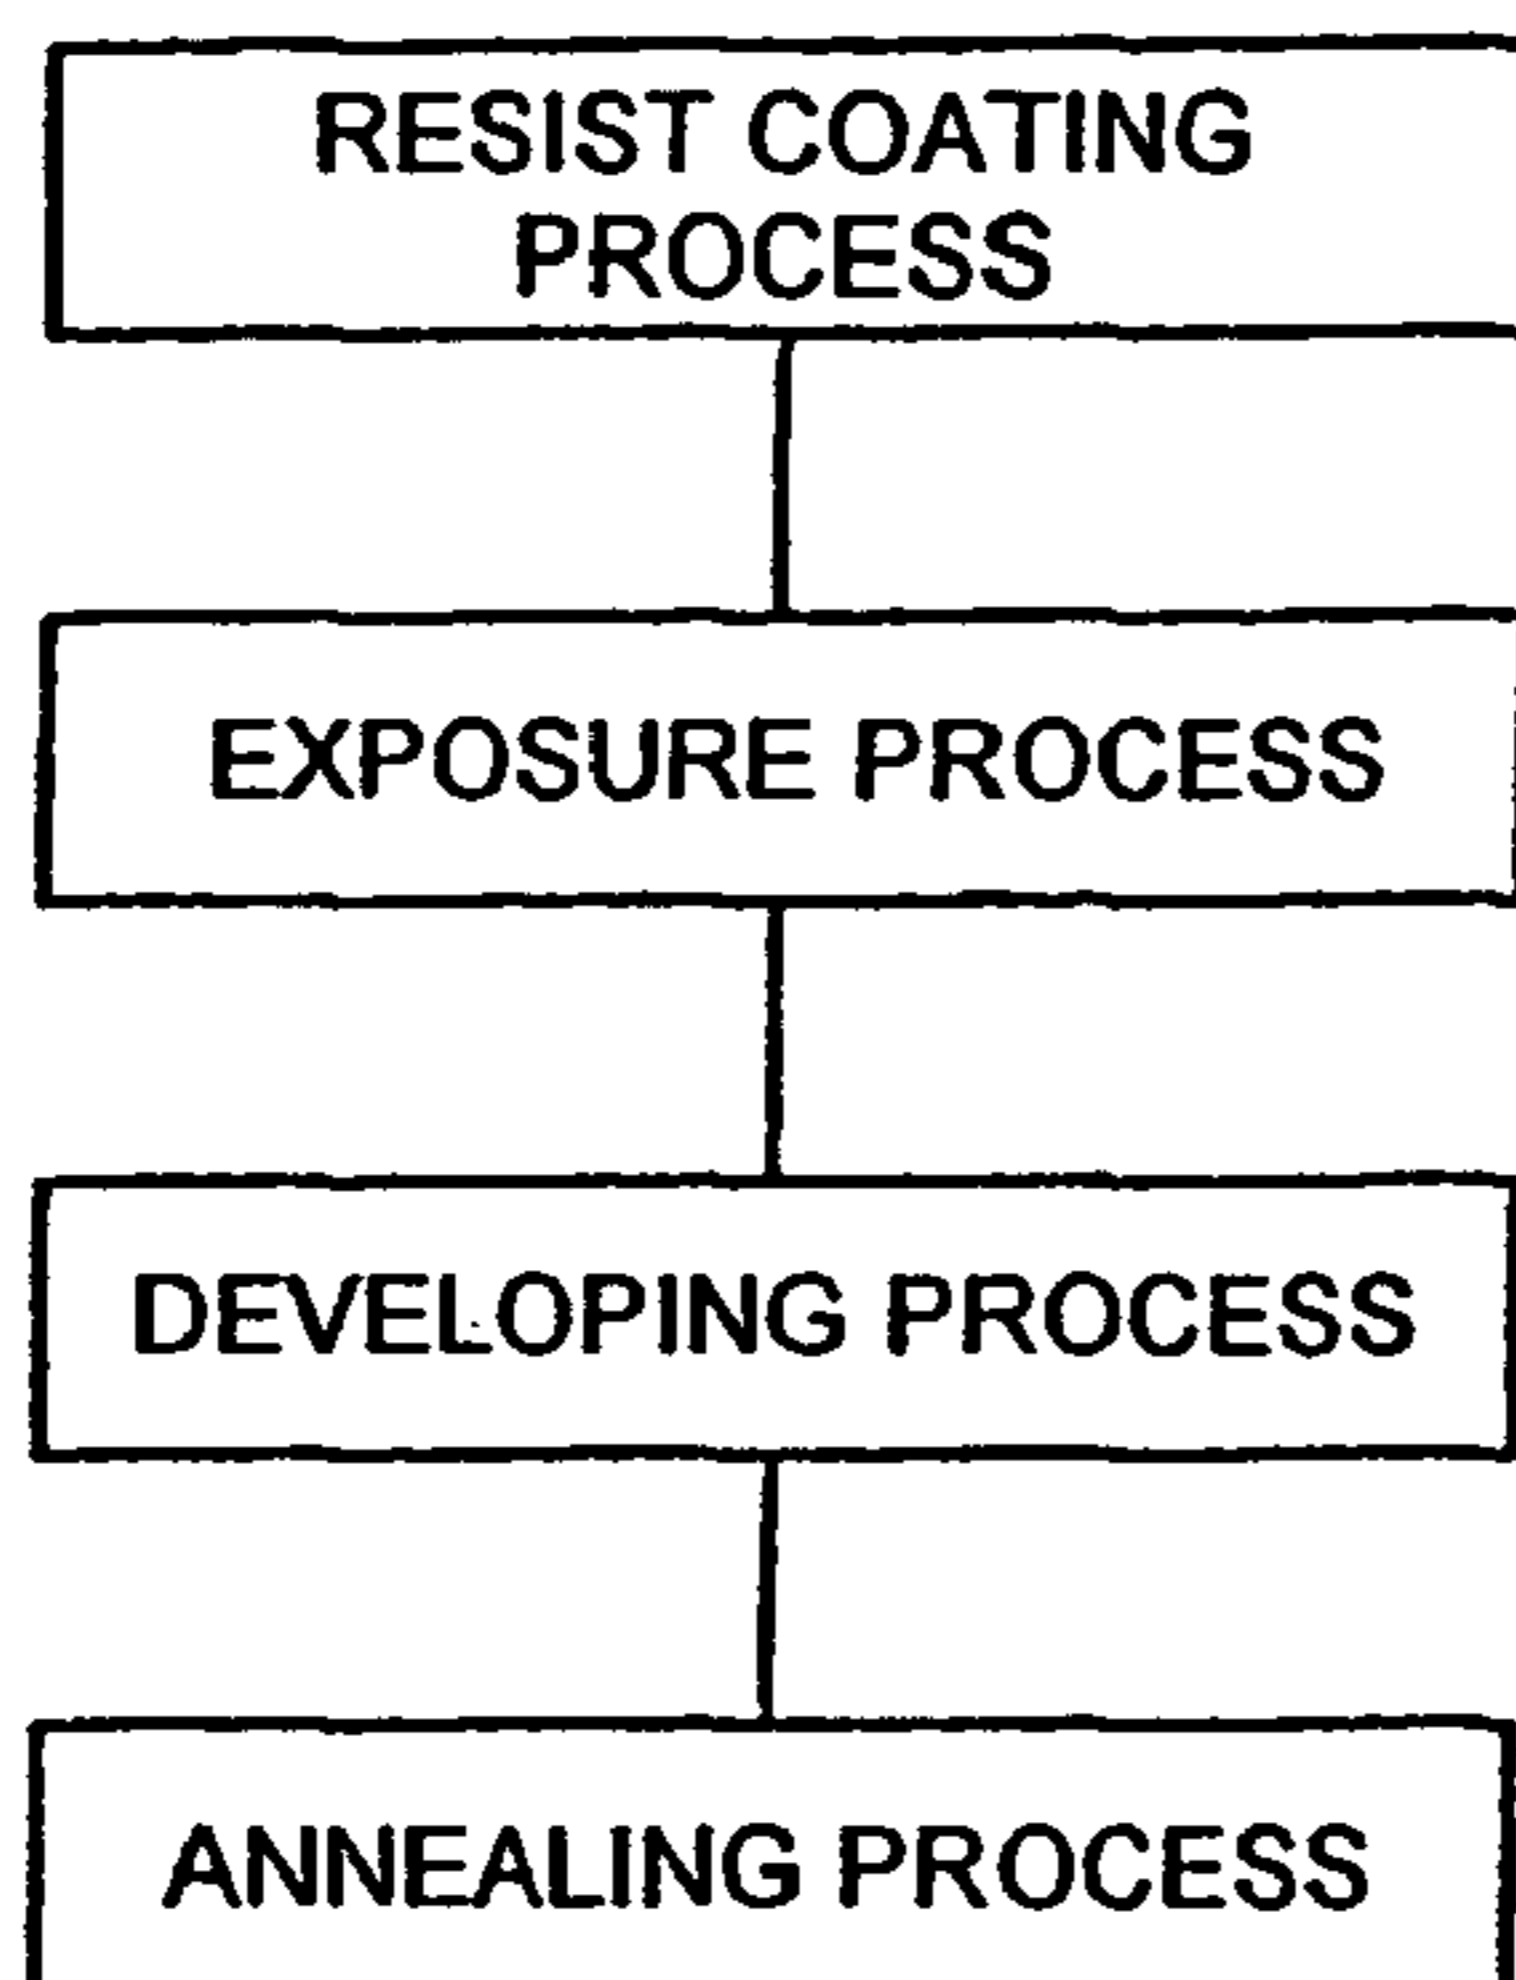 RESIST COATING
PROCESS
EXPOSURE PROCESS
DEVELOPING PROCESS
ANNEALING PROCESS